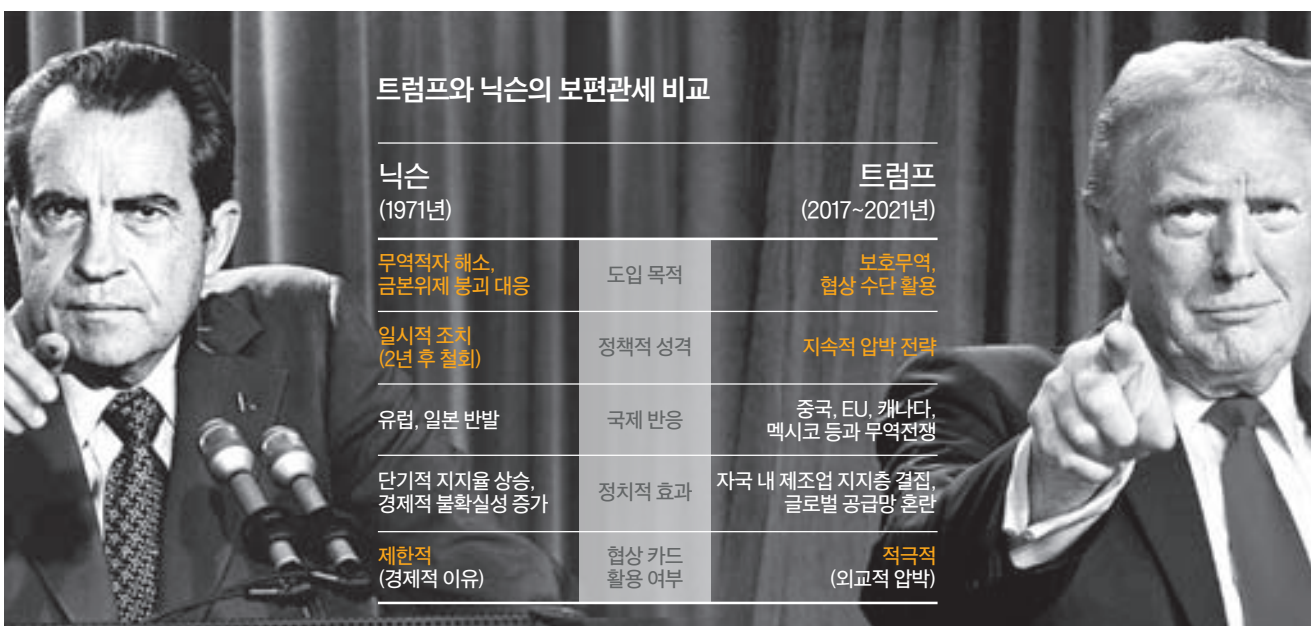 트럼프와 닉슨의 보편관세 비교
닉슨
(1971년)
트럼프
(2017~2021년)
무역적자 해소,
금본위제 붕괴 대응
도입 목적
보호무역,
협상 수단 활용
일시적 조치
(2년 후 철회)
정책적 성격
지속적 압박 전략
유럽, 일본 반발
국제 반응
중국, EU, 캐나다,
멕시코 등과 무역전쟁
단기적 지지율 상승,
경제적 불확실성 증가
정치적 효과
자국 내 제조업 지지층 결집,
글로벌 공급망 혼란
제한적
(경제적 이유)
협상 카드
활용 여부
적극적
(외교적 압박)